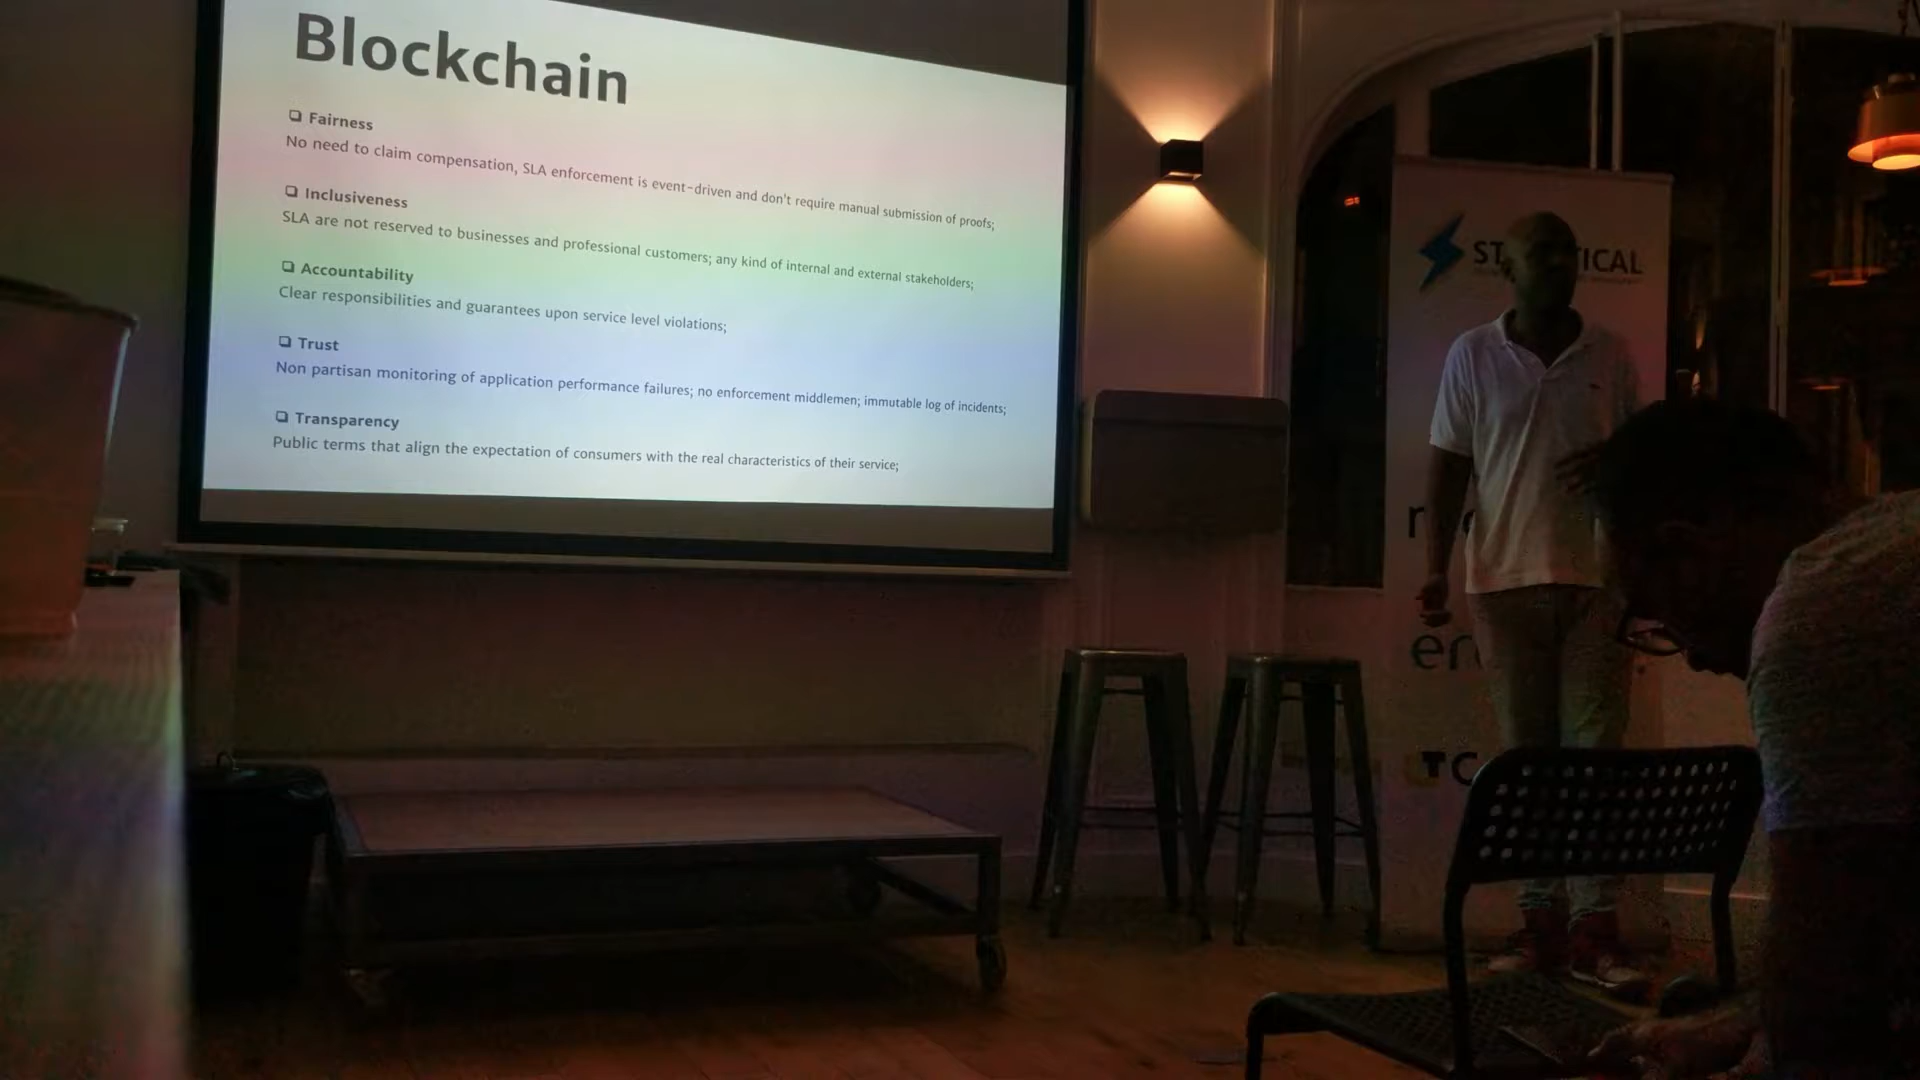 Blockchain
❑ Fairness
No need to claim compensation, SLA enforcement is event-driven and don't require manual submission of proofs;
❑ Inclusiveness
SLA are not reserved to businesses and professional customers; any kind of internal and external stakeholders;
❑ Accountability
Clear responsibilities and guarantees upon service level violations;
❑ Trust
Non partisan monitoring of application performance failures; no enforcement middlemen; immutable log of incidents;
❑ Transparency
Public terms that align the expectation of consumers with the real characteristics of their service;